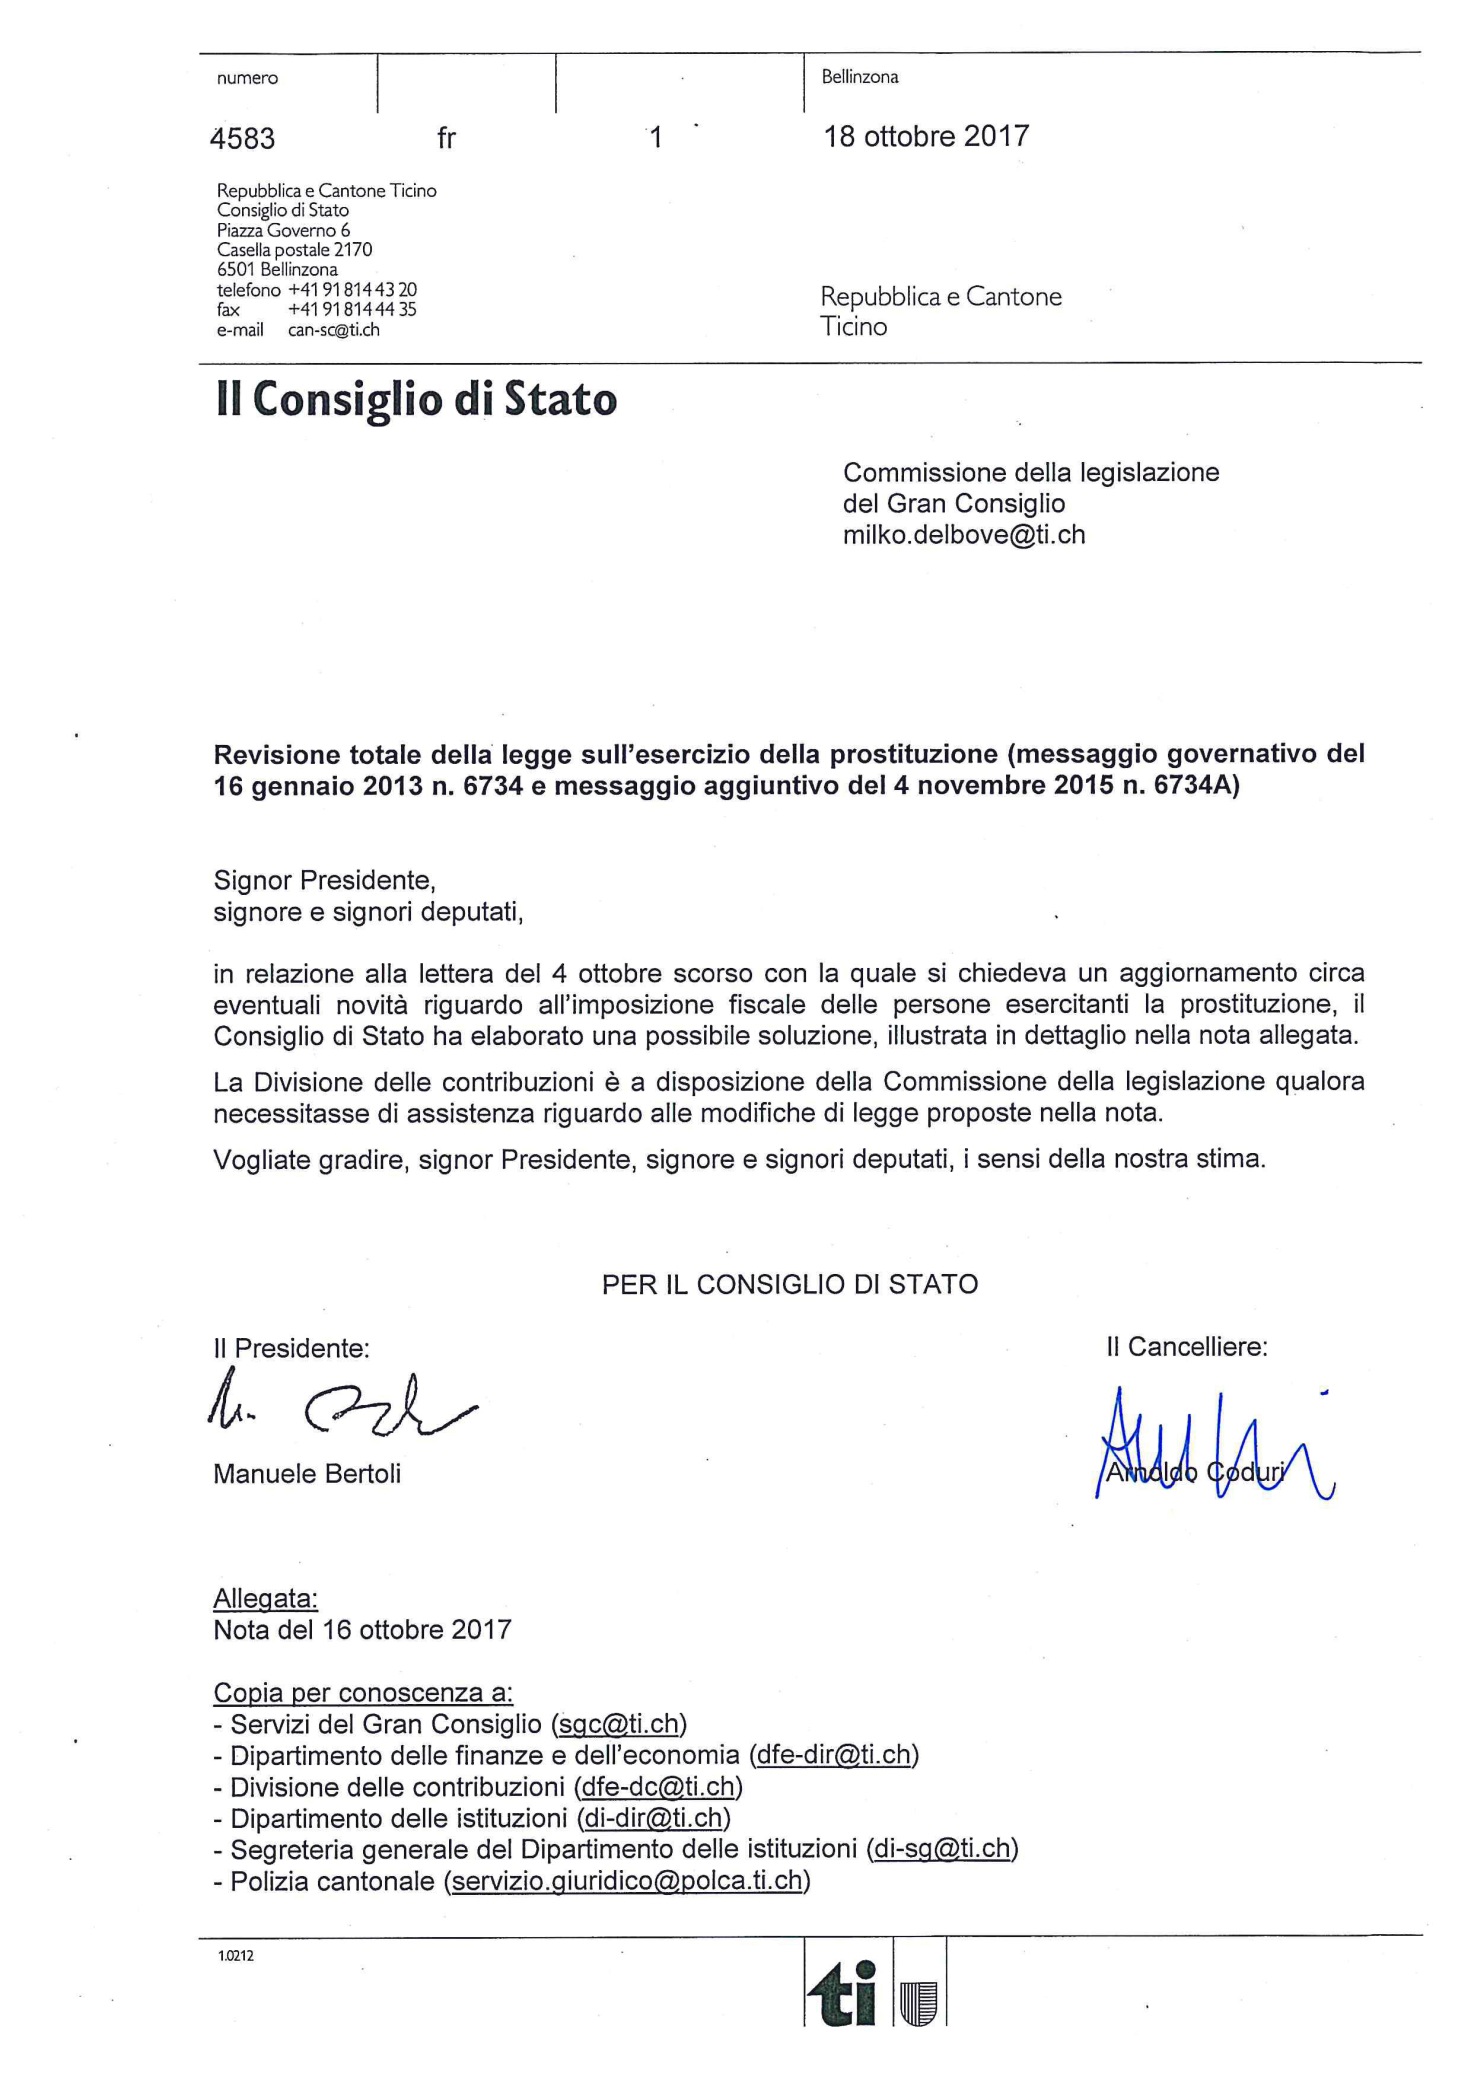 numero
Bellinzona
4583 fr 1 18 ottobre 2017
Repubblica e Cantone Ticino
Consiglio di Stato
Piazza Governo 6
Casella postale 2170
6501 Bellinzona
telefono +41 91 814 43 20
fax +41 91 814 44 35
e-mail can-sc@ti.ch
Repubblica e Cantone
Ticino
Il Consiglio di Stato
Commissione della legislazione
del Gran Consiglio
milko.delbove@ti.ch
Revisione totale della legge sull'esercizio della prostituzione (messaggio governativo del
16 gennaio 2013 n. 6734 e messaggio aggiuntivo del 4 novembre 2015 n. 6734A)
Signor Presidente,
signore e signori deputati,
in relazione alla lettera del 4 ottobre scorso con la quale si chiedeva un aggiornamento circa
eventuali novità riguardo all'imposizione fiscale delle persone esercitanti la prostituzione, il
Consiglio di Stato ha elaborato una possibile soluzione, illustrata in dettaglio nella nota allegata.
La Divisione delle contribuzioni è a disposizione della Commissione della legislazione qualora
necessitasse di assistenza riguardo alle modifiche di legge proposte nella nota.
Vogliate gradire, signor Presidente, signore e signori deputati, i sensi della nostra stima.
PER IL CONSIGLIO DI STATO
Il Presidente:
Il Cancelliere:
Manuele Bertoli
Arnoldo Coduri
Allegata:
Nota del 16 ottobre 2017
Copia per conoscenza a:
- Servizi del Gran Consiglio (sgc@ti.ch)
- Dipartimento delle finanze e dell'economia (dfe-dir@ti.ch)
- Divisione delle contribuzioni (dfe-dc@ti.ch)
- Dipartimento delle istituzioni (di-dir@ti.ch)
- Segreteria generale del Dipartimento delle istituzioni (di-sg@ti.ch)
- Polizia cantonale (servizio.giuridico@polca.ti.ch)
1.0212
ti